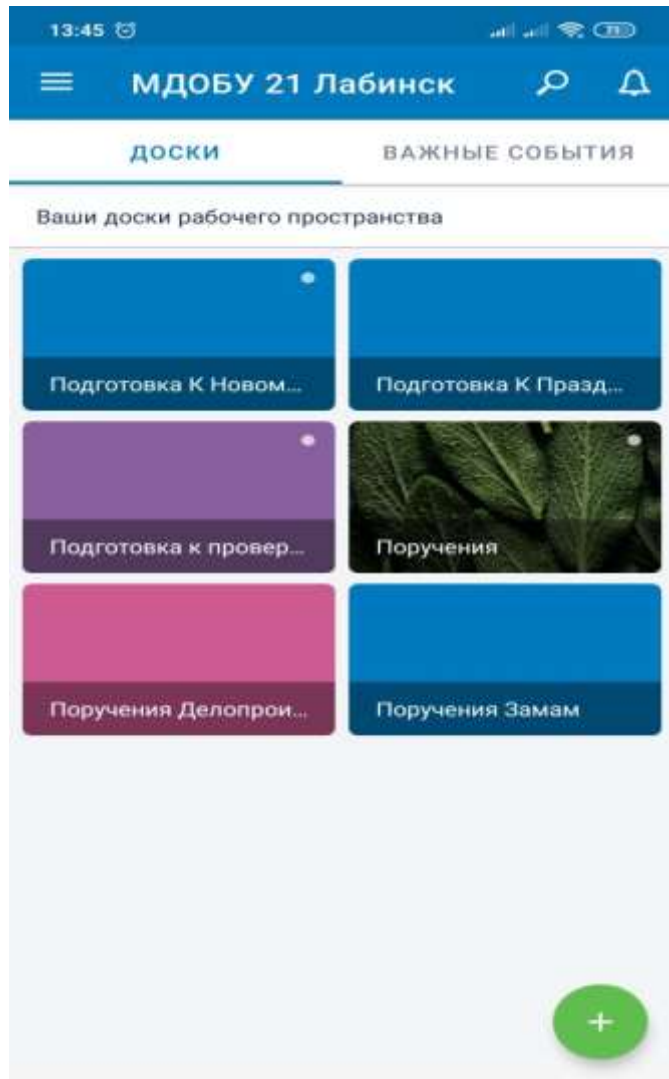 13:45 73
МДОБУ 21 Лабинск
ДОСКИ ВАЖНЫЕ СОБЫТИЯ
Ваши доски рабочего пространства
Подготовка К Новом... Подготовка К Празд...
Подготовка к провер... Поручения
Поручения Делопрои... Поручения Замам
+